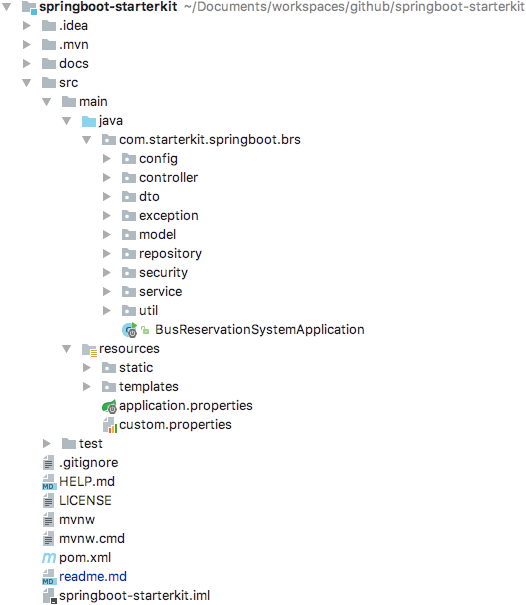 springboot-starterkit ~/Documents/workspaces/github/springboot-starterkit
.idea
.mvn
docs
src
main
java
com.starterkit.springboot.brs
config
controller
dto
exception
model
repository
security
service
util
BusReservationSystemApplication
resources
static
templates
application.properties
custom.properties
test
.gitignore
HELP.md
LICENSE
mvnw
mvnw.cmd
pom.xml
readme.md
springboot-starterkit.iml